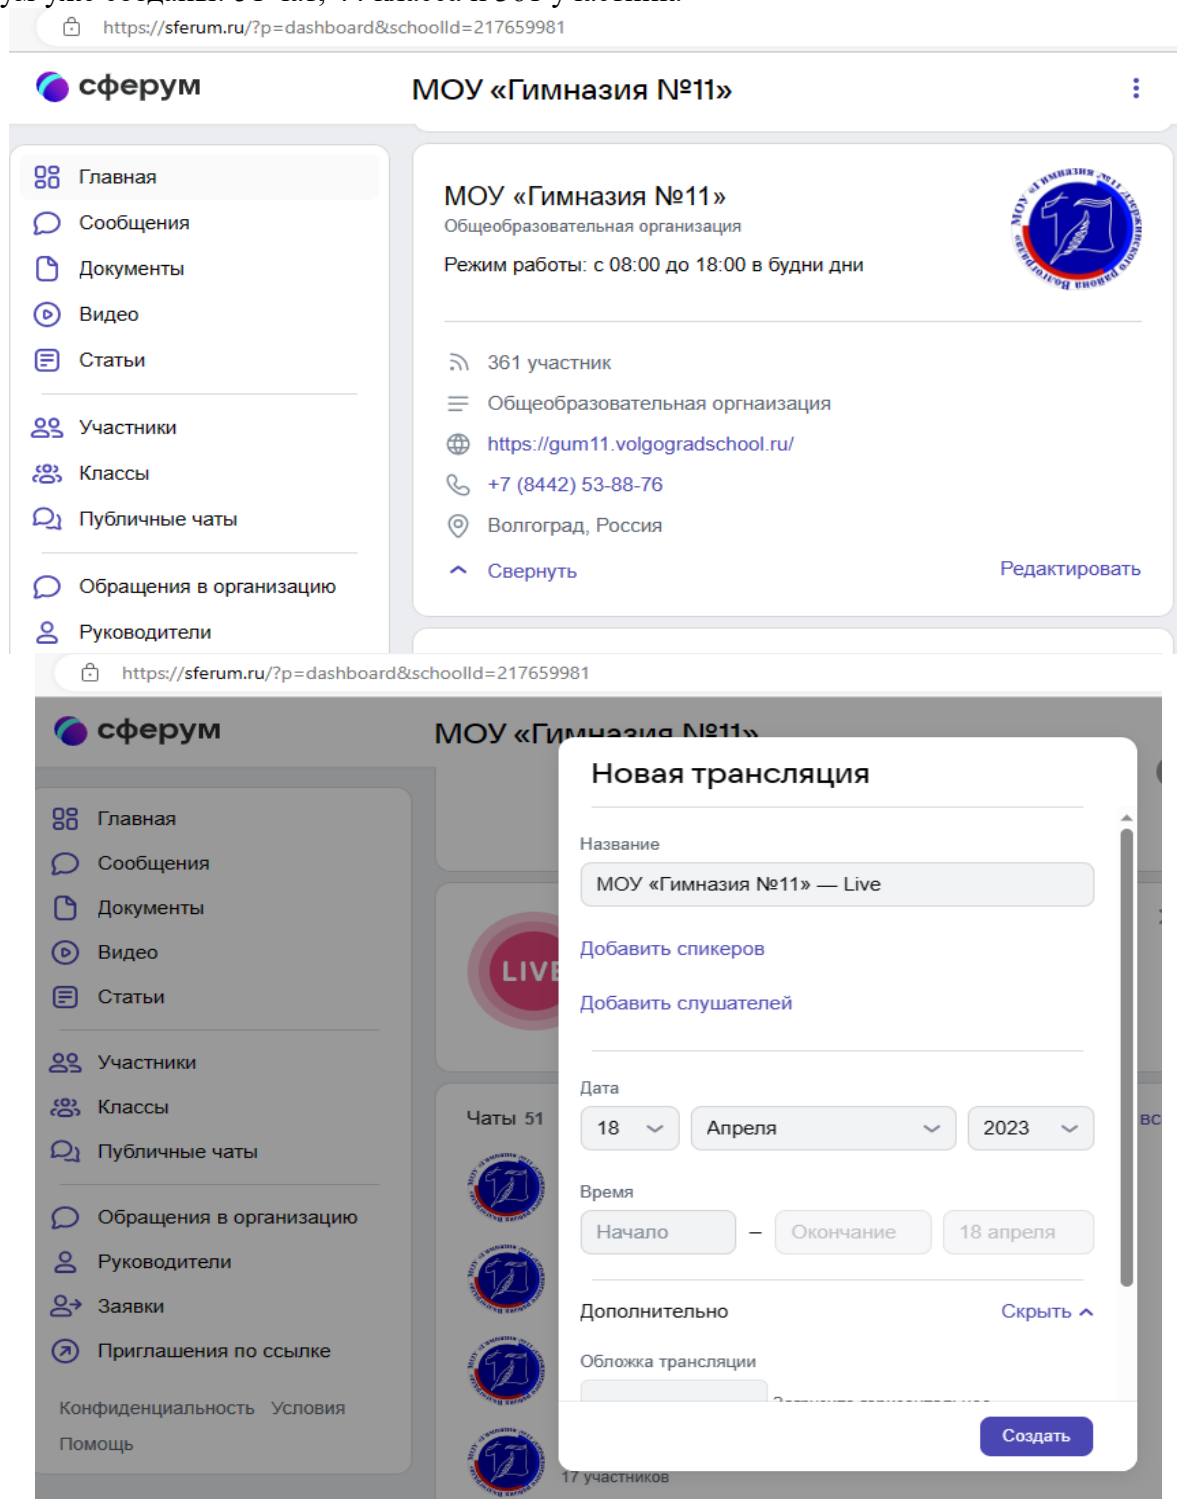 https://sferum.ru/?p=dashboard&schoolId=217659981
сферум
МОУ «Гимназия №11»
Главная
Сообщения
Документы
Видео
Статьи
Участники
Классы
Публичные чаты
Обращения в организацию
Руководители
МОУ «Гимназия №11»
Общеобразовательная организация
Режим работы: с 08:00 до 18:00 в будни дни
361 участник
Общеобразовательная оргнаизация
https://gum11.volgogradschool.ru/
+7 (8442) 53-88-76
Волгоград, Россия
Свернуть
Редактировать
https://sferum.ru/?p=dashboard&schoolId=217659981
сферум
МОУ «Гимназия №11»
Главная
Сообщения
Документы
Видео
Статьи
Участники
Классы
Публичные чаты
Обращения в организацию
Руководители
Заявки
Приглашения по ссылке
Конфиденциальность Условия
Помощь
LIVE
Чаты 51
Новая трансляция
Название
МОУ «Гимназия №11» — Live
Добавить спикеров
Добавить слушателей
Дата
18 Апреля 2023
Время
Начало – Окончание 18 апреля
Дополнительно Скрыть
Обложка трансляции
Создать
17 участников